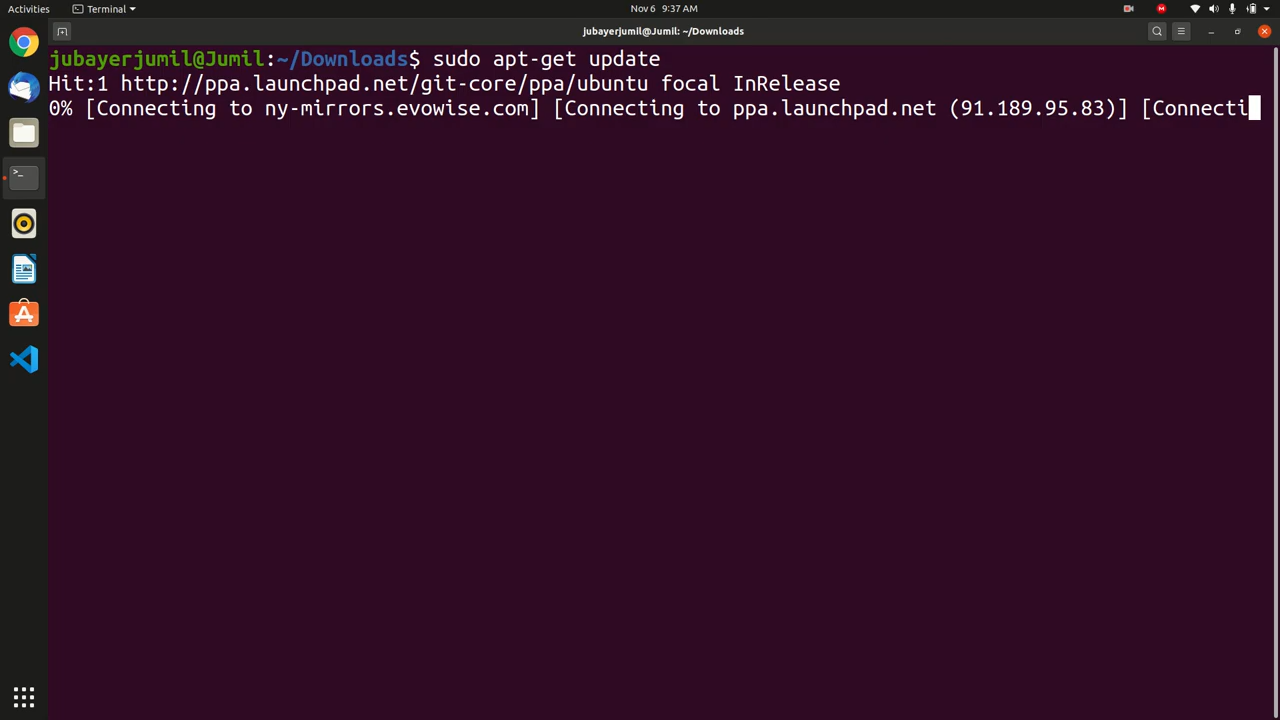 Activities
Terminal
Nov 6 9:37 AM
jubayerjumil@Jumil: ~/Downloads
jubayerjumil@Jumil:~/Downloads$ sudo apt-get update
Hit:1 http://ppa.launchpad.net/git-core/ppa/ubuntu focal InRelease
0% [Connecting to ny-mirrors.evowise.com] [Connecting to ppa.launchpad.net (91.189.95.83)] [Connecti